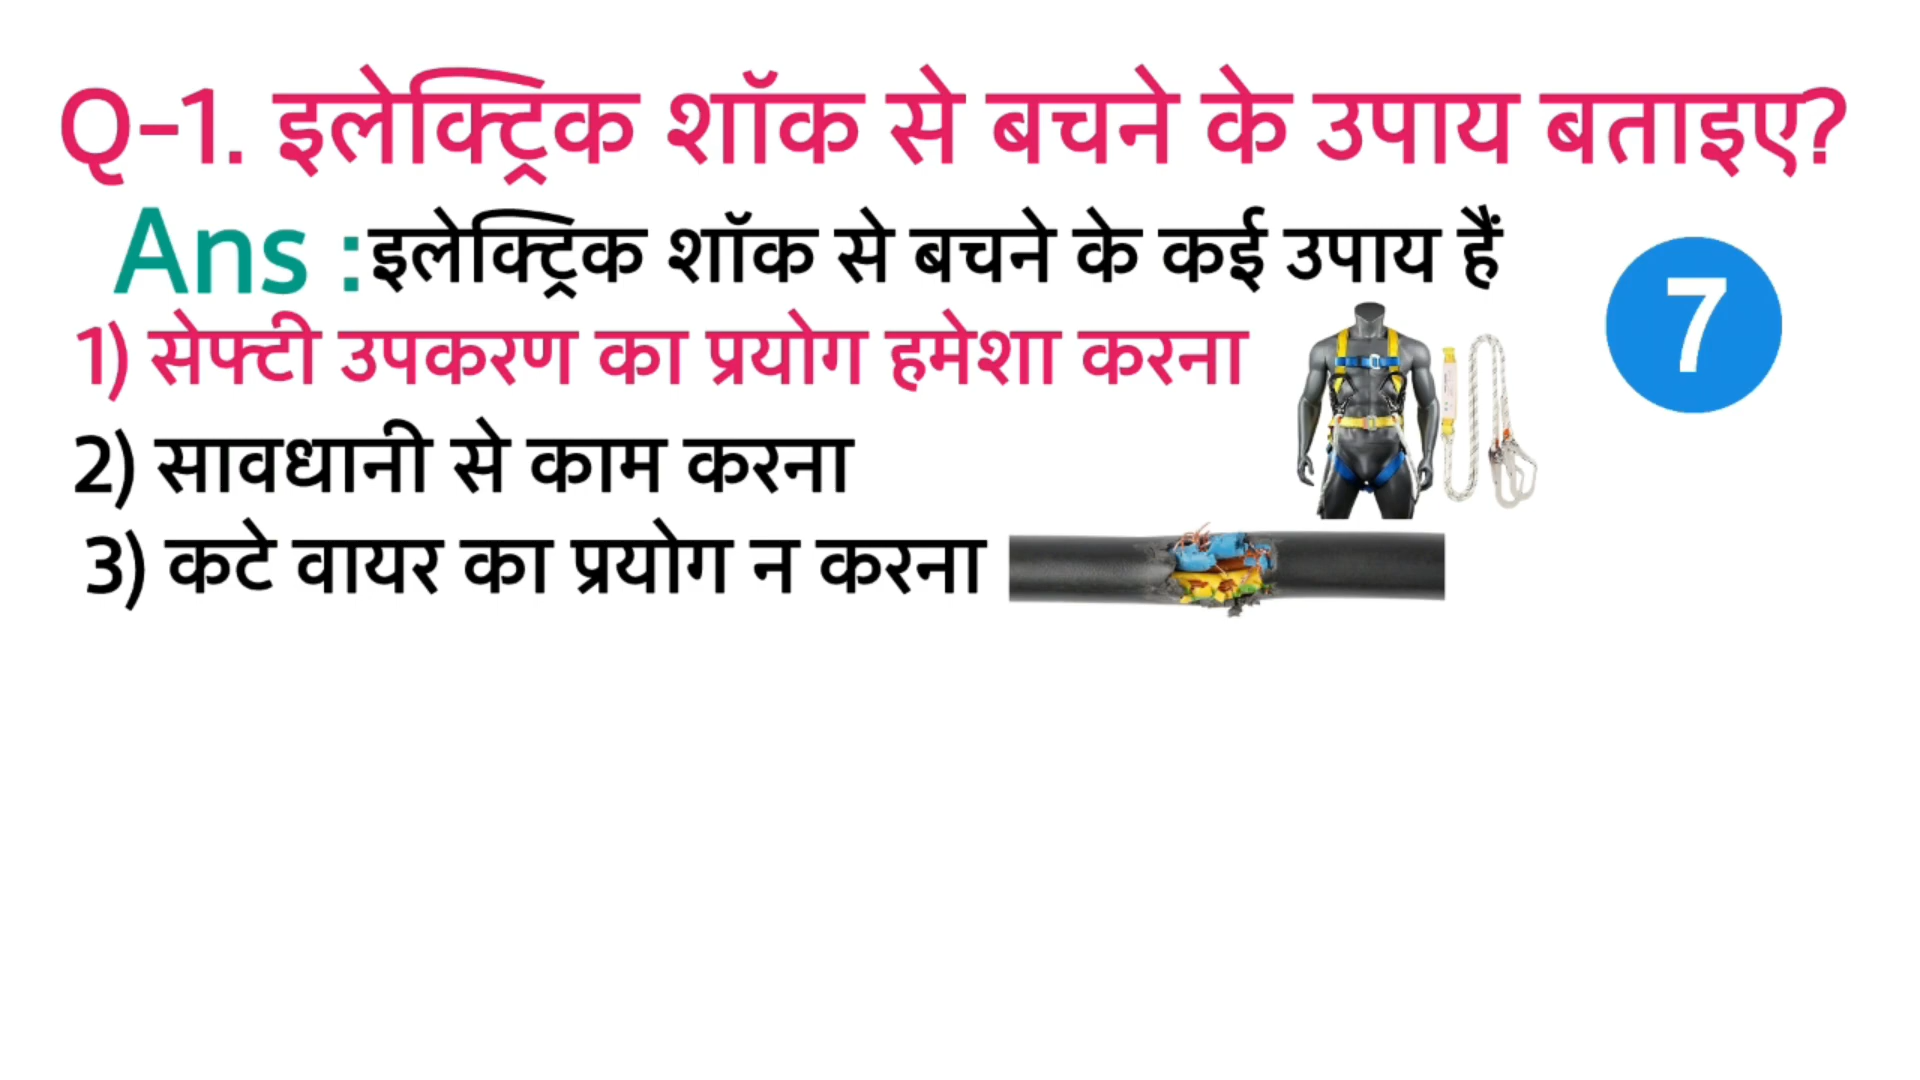 Q-1. इलेक्ट्रिक शॉक से बचने के उपाय बताइए?
Ans : इलेक्ट्रिक शॉक से बचने के कई उपाय हैं
7
1) सेफ्टी उपकरण का प्रयोग हमेशा करना
2) सावधानी से काम करना
3) कटे वायर का प्रयोग न करना